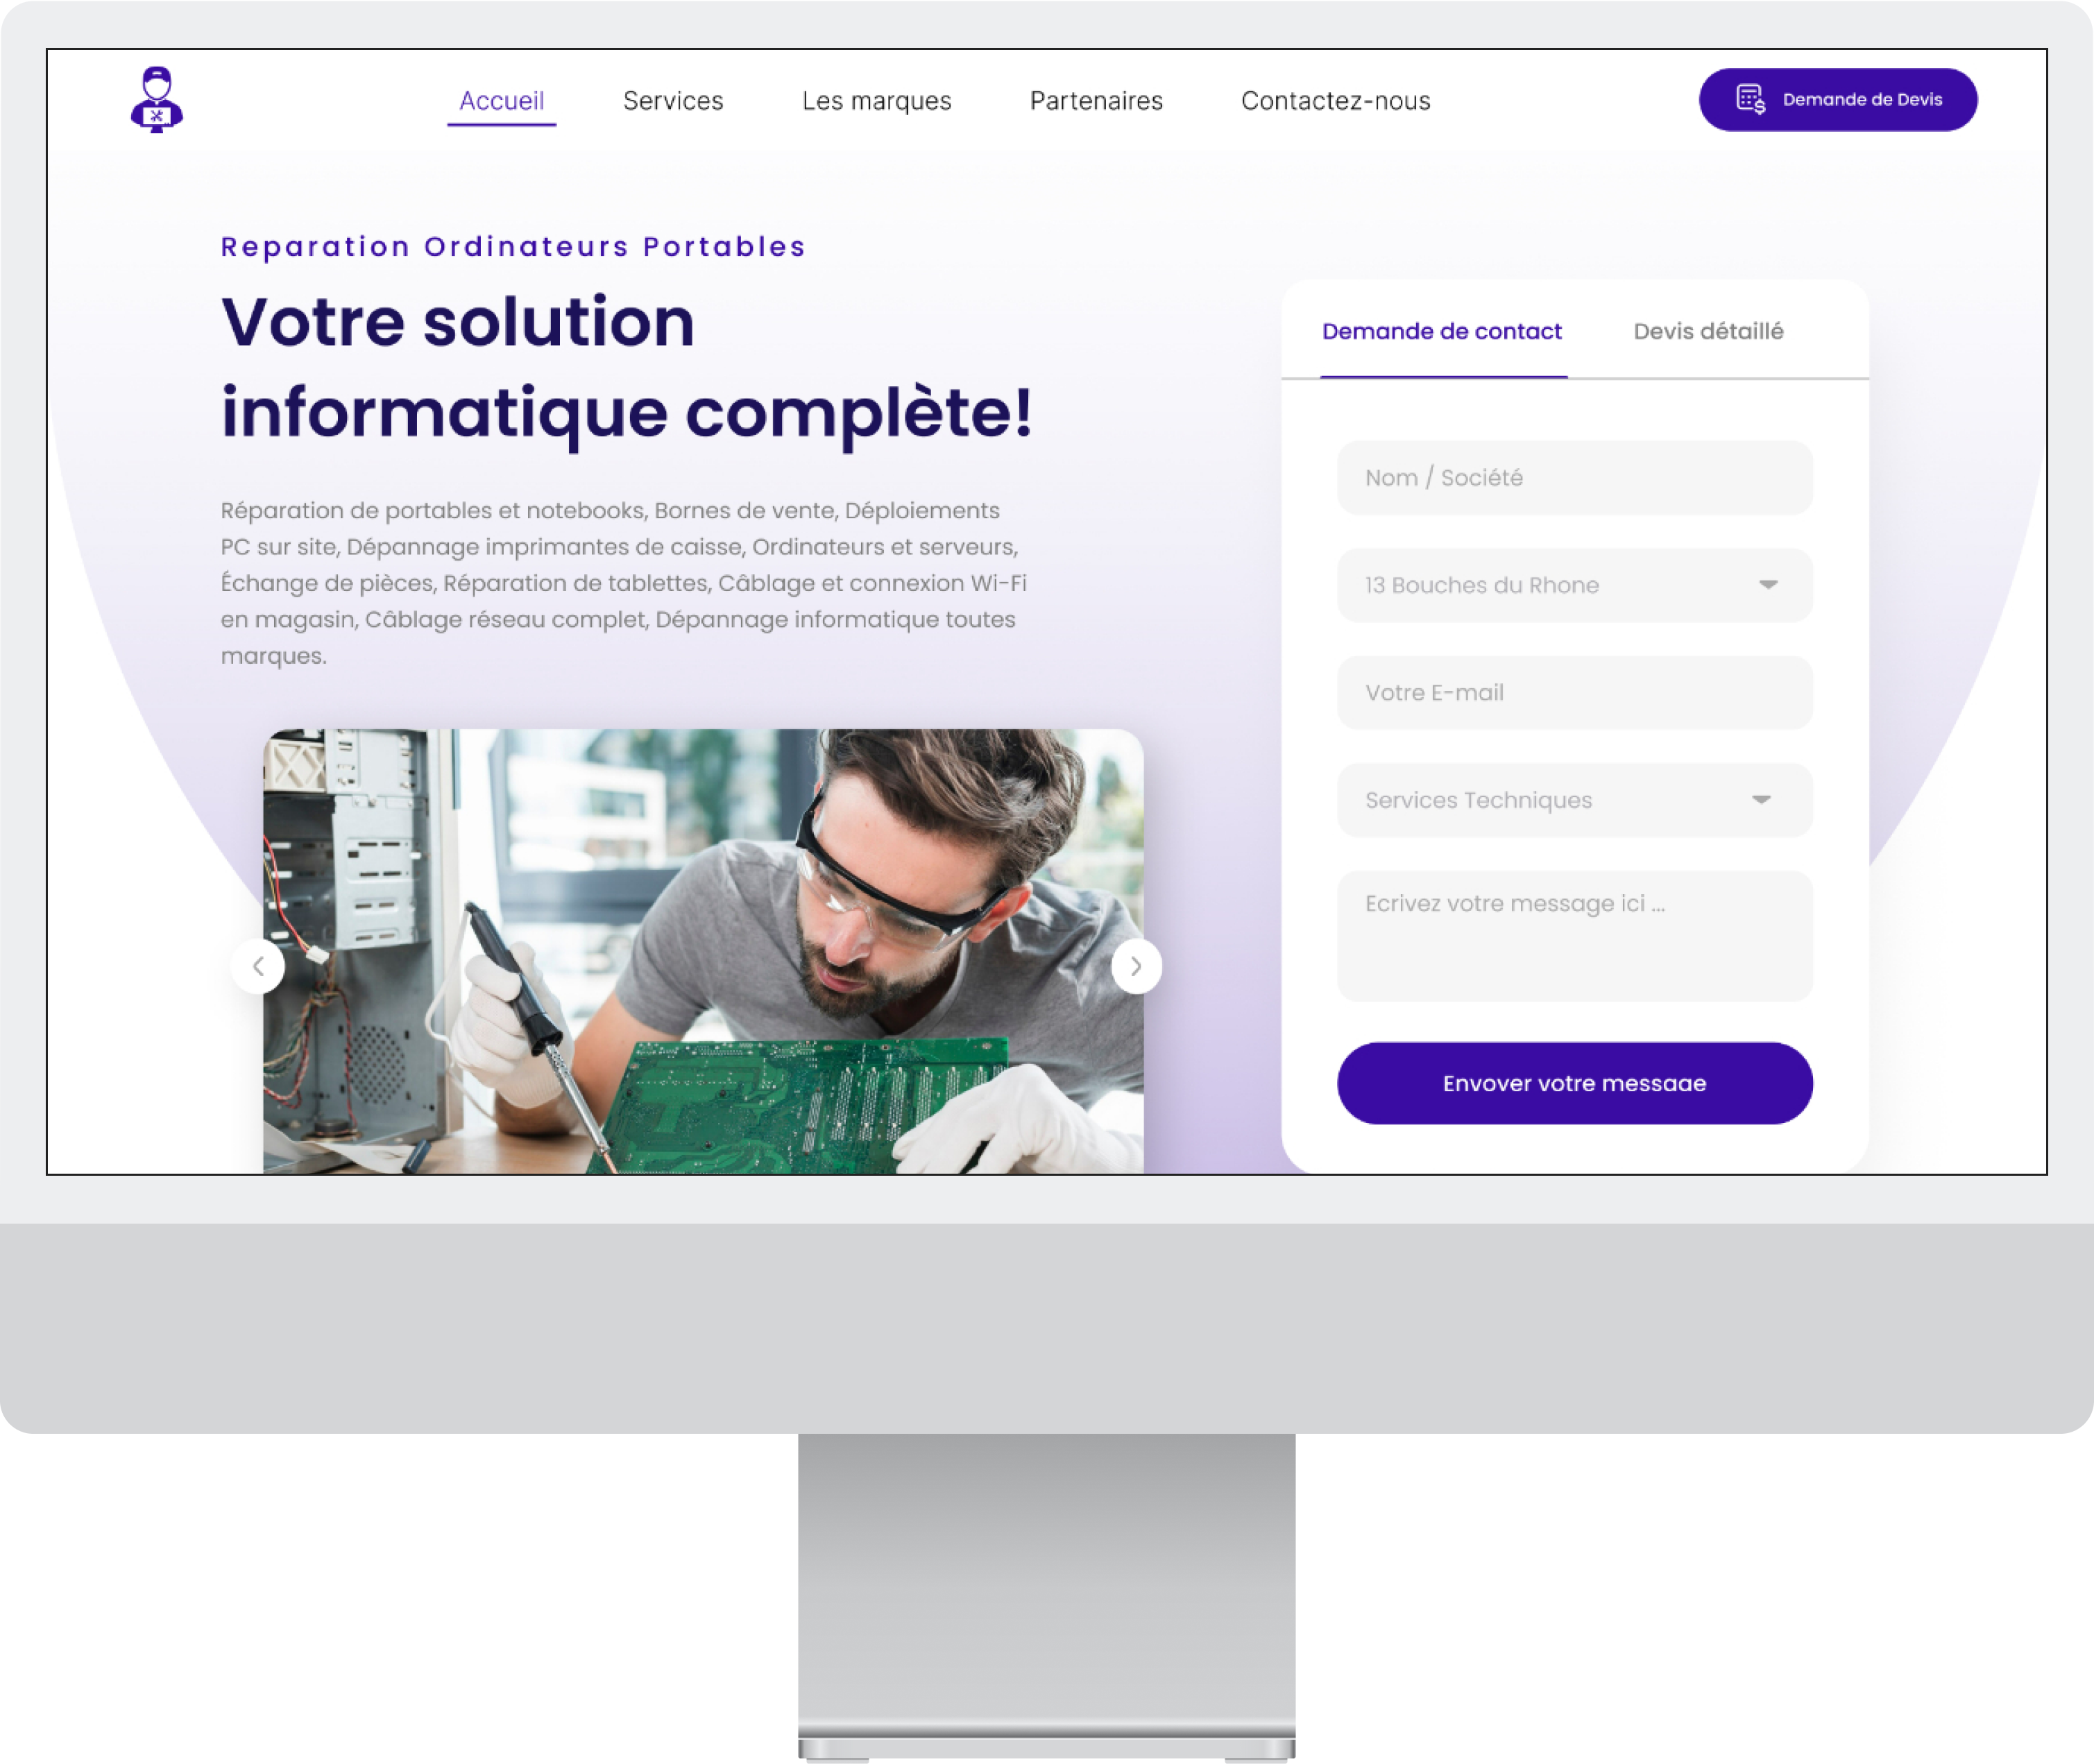 Accueil
Services
Les marques
Partenaires
Contactez-nous
Demande de Devis
Reparation Ordinateurs Portables
Votre solution
informatique complète!
Réparation de portables et notebooks, Bornes de vente, Déploiements
PC sur site, Dépannage imprimantes de caisse, Ordinateurs et serveurs,
Échange de pièces, Réparation de tablettes, Câblage et connexion Wi-Fi
en magasin, Câblage réseau complet, Dépannage informatique toutes
marques.
Demande de contact
Devis détaillé
Nom / Société
13 Bouches du Rhone
Votre E-mail
Services Techniques
Ecrivez votre message ici ...
Envoyer votre message